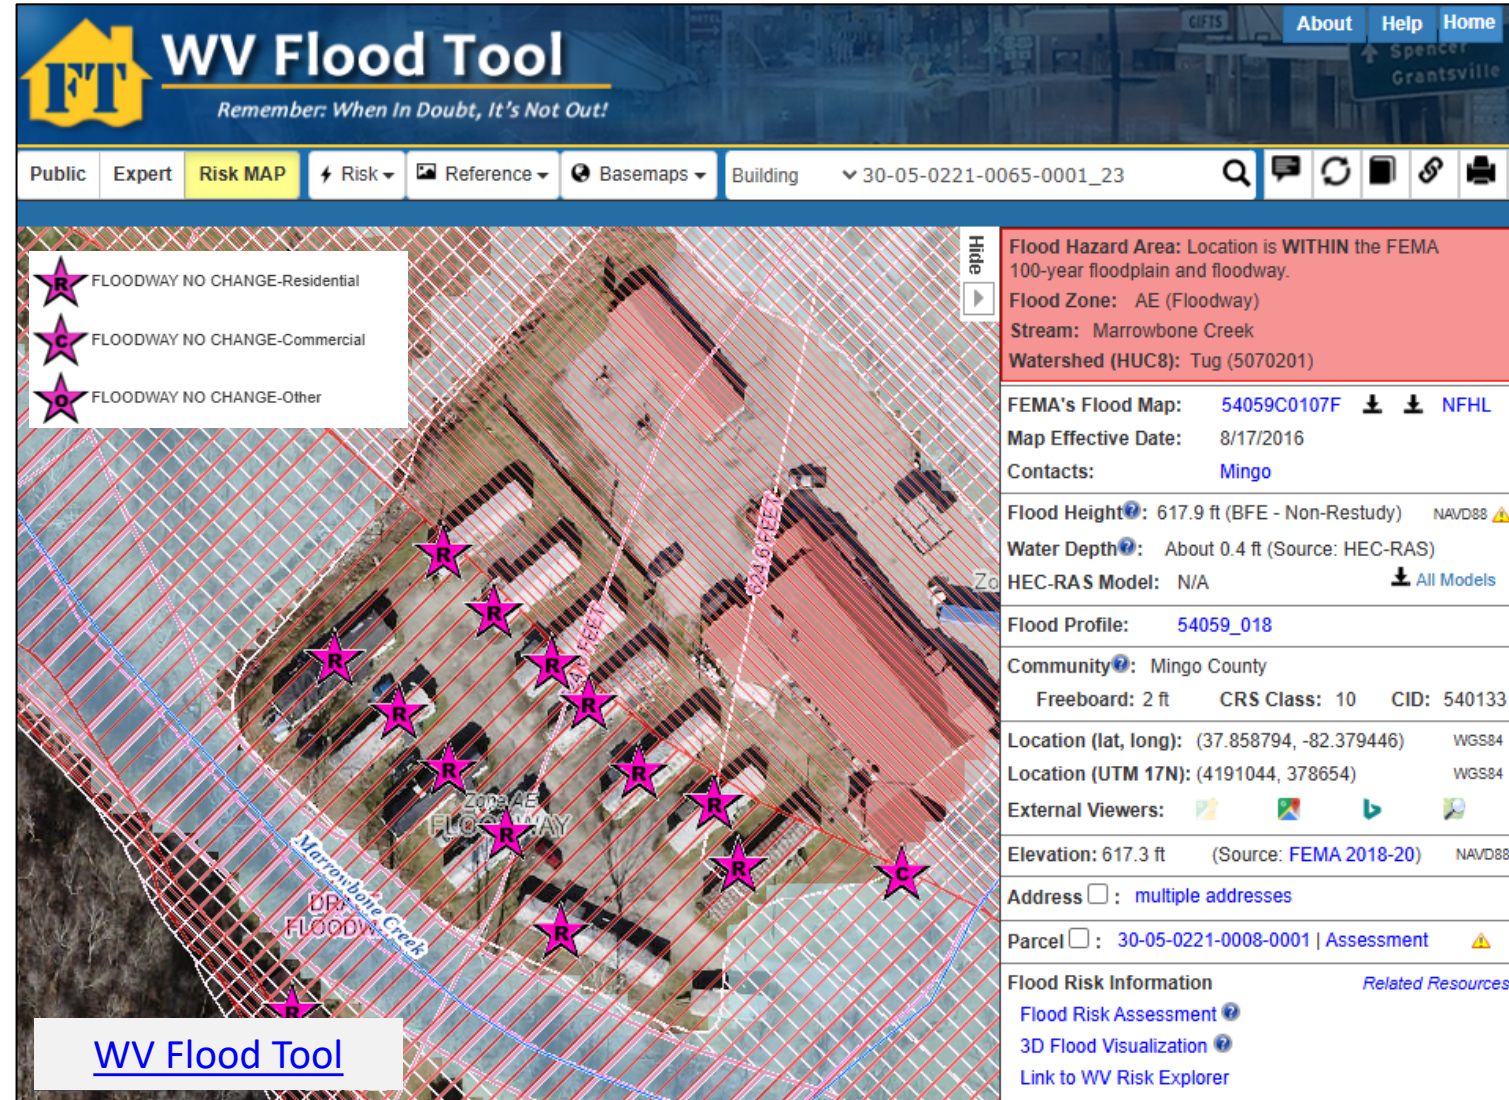 About Help Home
GIFTS
Spencer
Grantsville
FT
WV Flood Tool
Remember: When In Doubt, It's Not Out!
Public Expert Risk MAP Risk Reference Basemaps Building 30-05-0221-0065-0001_23
Hide
R FLOODWAY NO CHANGE-Residential
C FLOODWAY NO CHANGE-Commercial
O FLOODWAY NO CHANGE-Other
624.6 FEET
FEET
Zo
R
R
R
R
R
R
R
R
R
R
R
C
R
R
Zone AE
FLOODWAY
Marrowbone Creek
DRA
FLOODW
WV Flood Tool
Flood Hazard Area: Location is WITHIN the FEMA
100-year floodplain and floodway.
Flood Zone: AE (Floodway)
Stream: Marrowbone Creek
Watershed (HUC8): Tug (5070201)
FEMA's Flood Map: 54059C0107F NFHL
Map Effective Date: 8/17/2016
Contacts: Mingo
Flood Height?: 617.9 ft (BFE - Non-Restudy) NAVD88
Water Depth?: About 0.4 ft (Source: HEC-RAS)
HEC-RAS Model: N/A All Models
Flood Profile: 54059_018
Community?: Mingo County
Freeboard: 2 ft CRS Class: 10 CID: 540133
Location (lat, long): (37.858794, -82.379446) WGS84
Location (UTM 17N): (4191044, 378654) WGS84
External Viewers:
Elevation: 617.3 ft (Source: FEMA 2018-20) NAVD88
Address : multiple addresses
Parcel : 30-05-0221-0008-0001 | Assessment
Flood Risk Information Related Resources
Flood Risk Assessment ?
3D Flood Visualization ?
Link to WV Risk Explorer